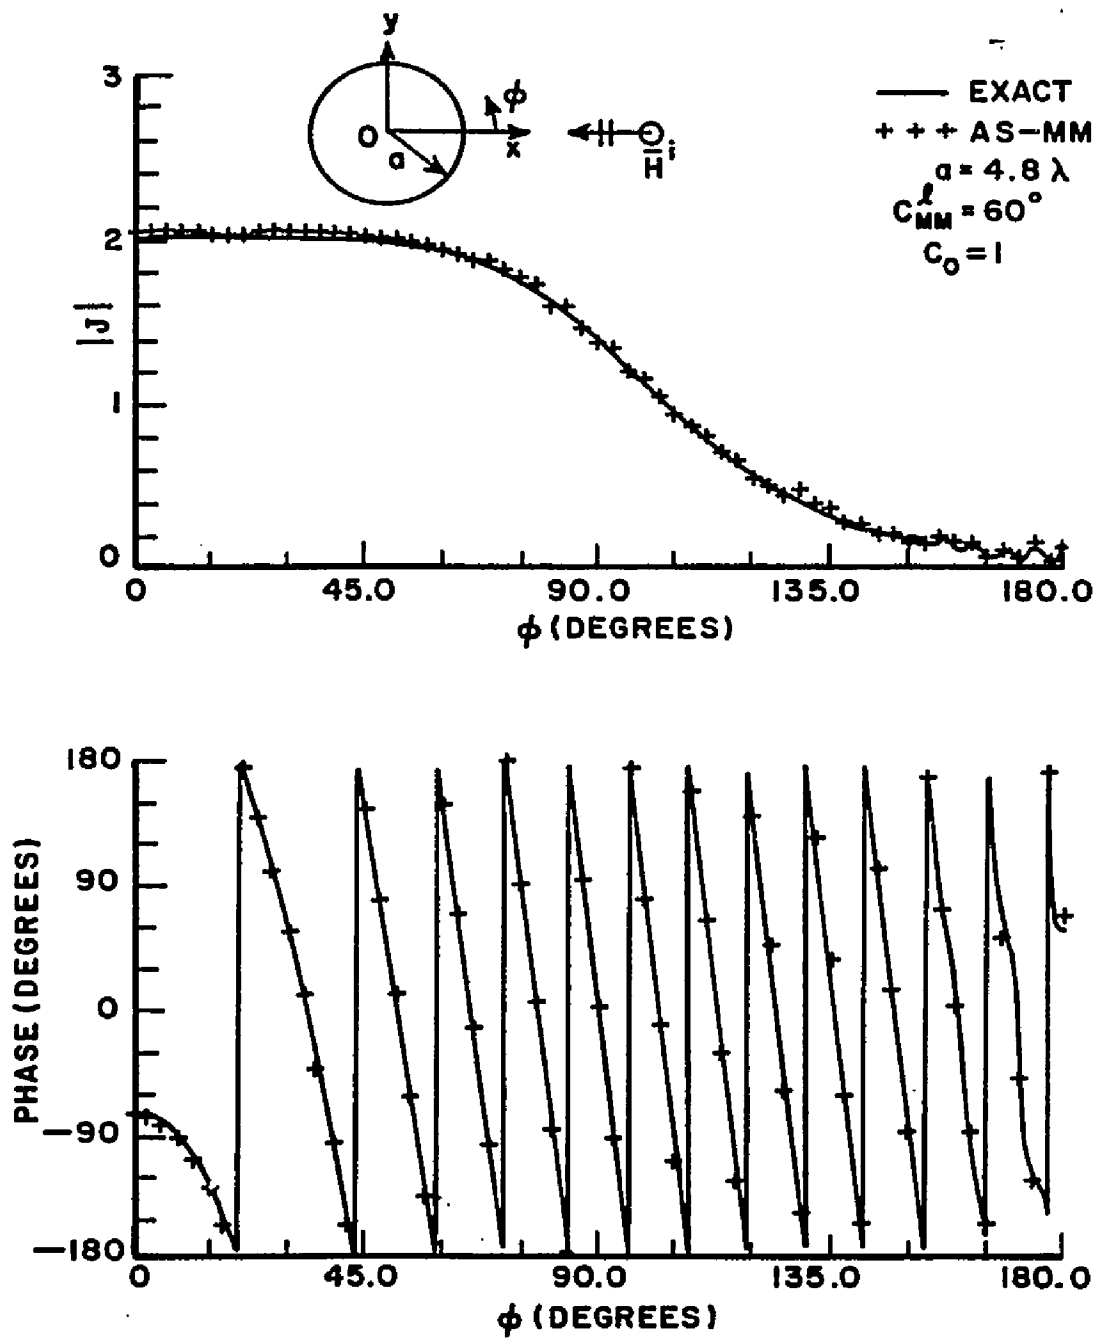 y
3
φ
O
x
a
H̄ⁱ
EXACT
+ + + AS-MM
a = 4.8 λ
C_MM^ℓ = 60°
C_O = 1
2
|J|
1
0
0 45.0 90.0 135.0 180.0
φ (DEGREES)
180
90
0
-90
-180
PHASE (DEGREES)
0 45.0 90.0 135.0 180.0
φ (DEGREES)